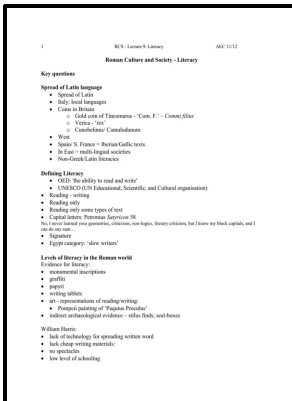 1 RCS - Lecture 9: Literacy AEC 11/12
Roman Culture and Society - Literacy
Key questions
Spread of Latin language
• Spread of Latin
• Italy: local languages
• Coins in Britain
o Gold coin of Tincomarus - 'Com. F.' – Commi filius
o Verica - 'rex'
o Cunobelinus/ Camulodunum
• West
• Spain/ S. France = Iberian/Gallic texts
• In East = multi-lingual societies
• Non-Greek/Latin literacies
Defining Literacy
• OED: 'the ability to read and write'
• UNESCO (UN Educational, Scientific, and Cultural organisation)
• Reading - writing
• Reading only
• Reading only some types of text
• Capital letters: Petronius Satyricon 58
No, I never learned your geometries, criticisms, non-logics, literary criticism, but I know my block capitals, and I
can do any sum...
• Signature
• Egypt category: 'slow writers'
Levels of literacy in the Roman world
Evidence for literacy:
• monumental inscriptions
• graffiti
• papyri
• writing tablets
• art - representations of reading/writing:
• Pompeii painting of 'Paquius Proculus'
• indirect archaeological evidence – stilus finds; seal-boxes
William Harris:
• lack of technology for spreading written word
• lack cheap writing materials:
• no spectacles
• low level of schooling